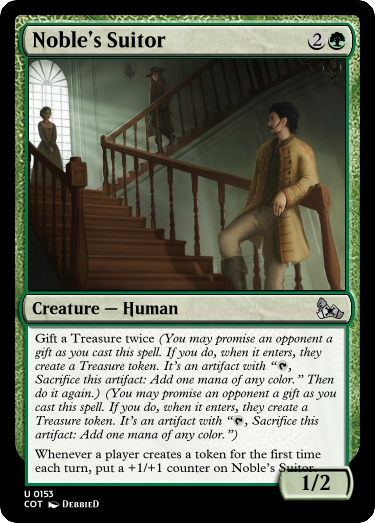 Noble's Suitor 2
Creature — Human
Gift a Treasure twice (You may promise an opponent a
gift as you cast this spell. If you do, when it enters, they
create a Treasure token. It's an artifact with “, 
Sacrifice this artifact: Add one mana of any color.” Then
do it again.) (You may promise an opponent a gift as you
cast this spell. If you do, when it enters, they create a
Treasure token. It's an artifact with “, Sacrifice this
artifact: Add one mana of any color.”)
Whenever a player creates a token for the first time
each turn, put a +1/+1 counter on Noble's Suitor.
1/2
U 0153
COT DebbieD